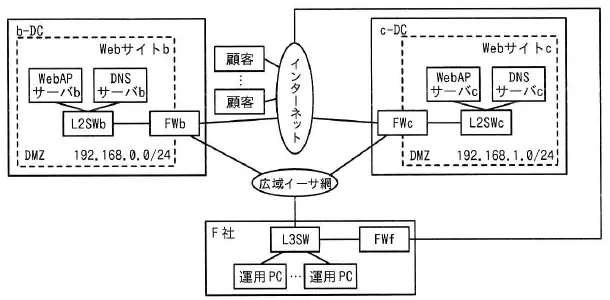 b-DC
Webサイトb
WebAP
サーバb
DNS
サーバb
L2SWb
FWb
DMZ
192.168.0.0/24
顧客
⋮
顧客
インターネット
c-DC
Webサイトc
WebAP
サーバc
DNS
サーバc
FWc
L2SWc
DMZ
192.168.1.0/24
広域イーサ網
F社
L3SW
FWf
運用PC…運用PC